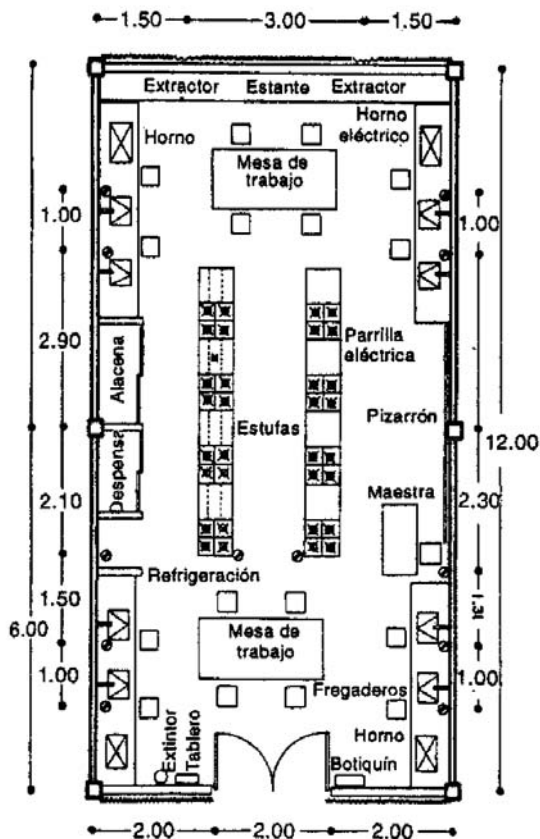 1.50 3.00 1.50
Extractor Estante Extractor
Horno
Horno
eléctrico
Mesa de
trabajo
1.00
1.00
2.90
Parrilla
eléctrica
Alacena
Estufas
Pizarrón
12.00
Despensa
2.10
Maestra
2.30
Refrigeración
1.50
6.00
Mesa de
trabajo
1.00
1.00
Fregaderos
Extintor
Tablero
Botiquín
Horno
2.00 2.00 2.00